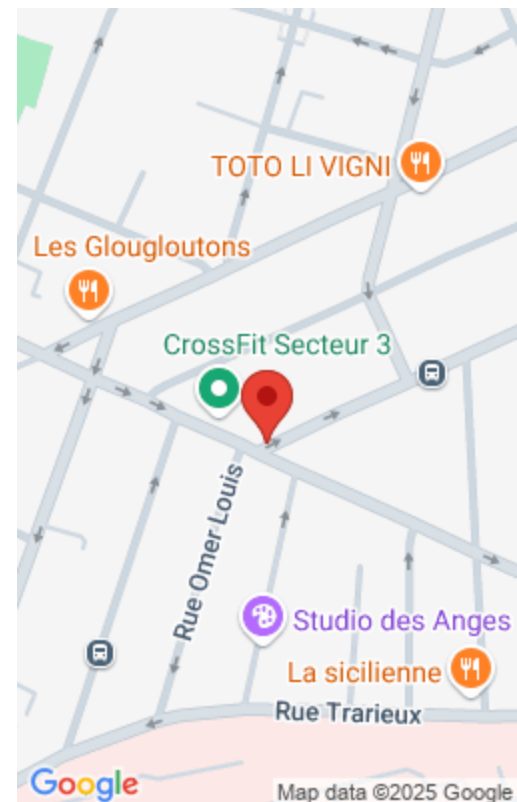 TOTO LI VIGNI
Les Glougloutons
CrossFit Secteur 3
Rue Omer Louis
Studio des Anges
La sicilienne
Rue Trarieux
Google
Map data ©2025 Google